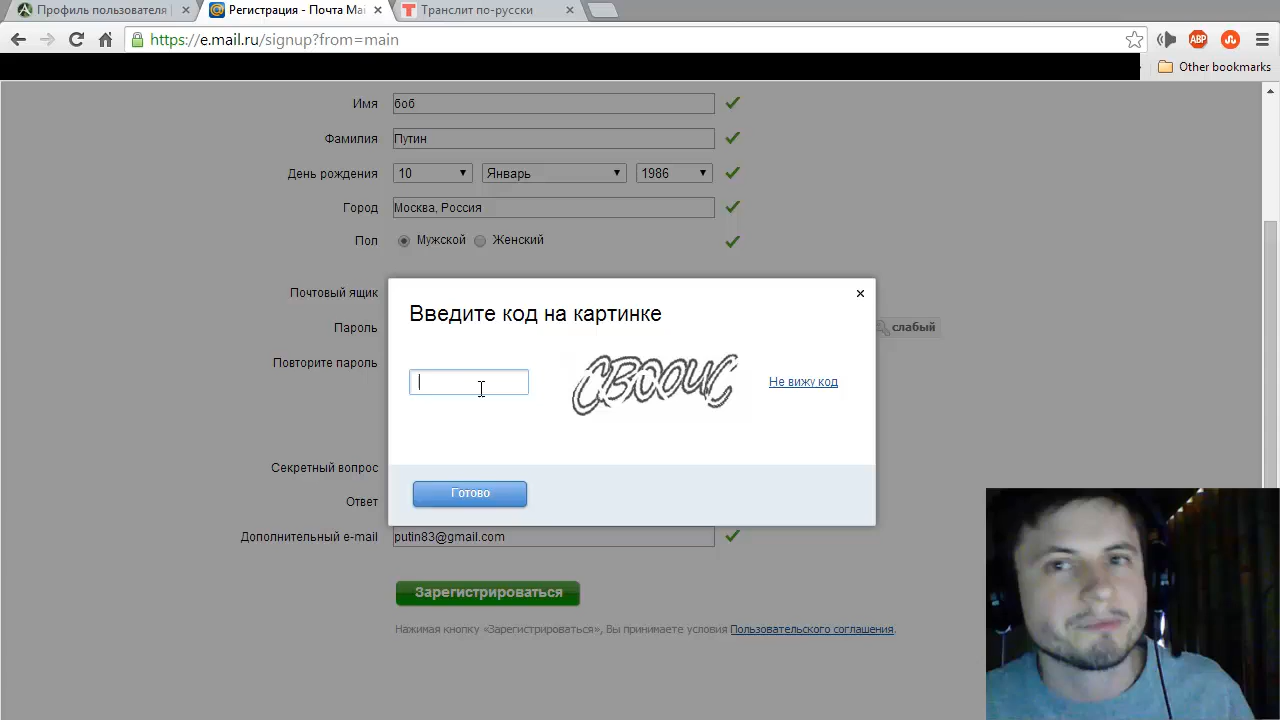 Профиль пользователя
Регистрация - Почта Mai
Транслит по-русски
https://e.mail.ru/signup?from=main
ABP
Other bookmarks
Имя
боб
Фамилия
Путин
День рождения
10
Январь
1986
Город
Москва, Россия
Пол
Мужской
Женский
Почтовый ящик
Пароль
слабый
Повторите пароль
Введите код на картинке
Не вижу код
Готово
Секретный вопрос
Ответ
Дополнительный e-mail
putin83@gmail.com
Зарегистрироваться
Нажимая кнопку «Зарегистрироваться», Вы принимаете условия Пользовательского соглашения.